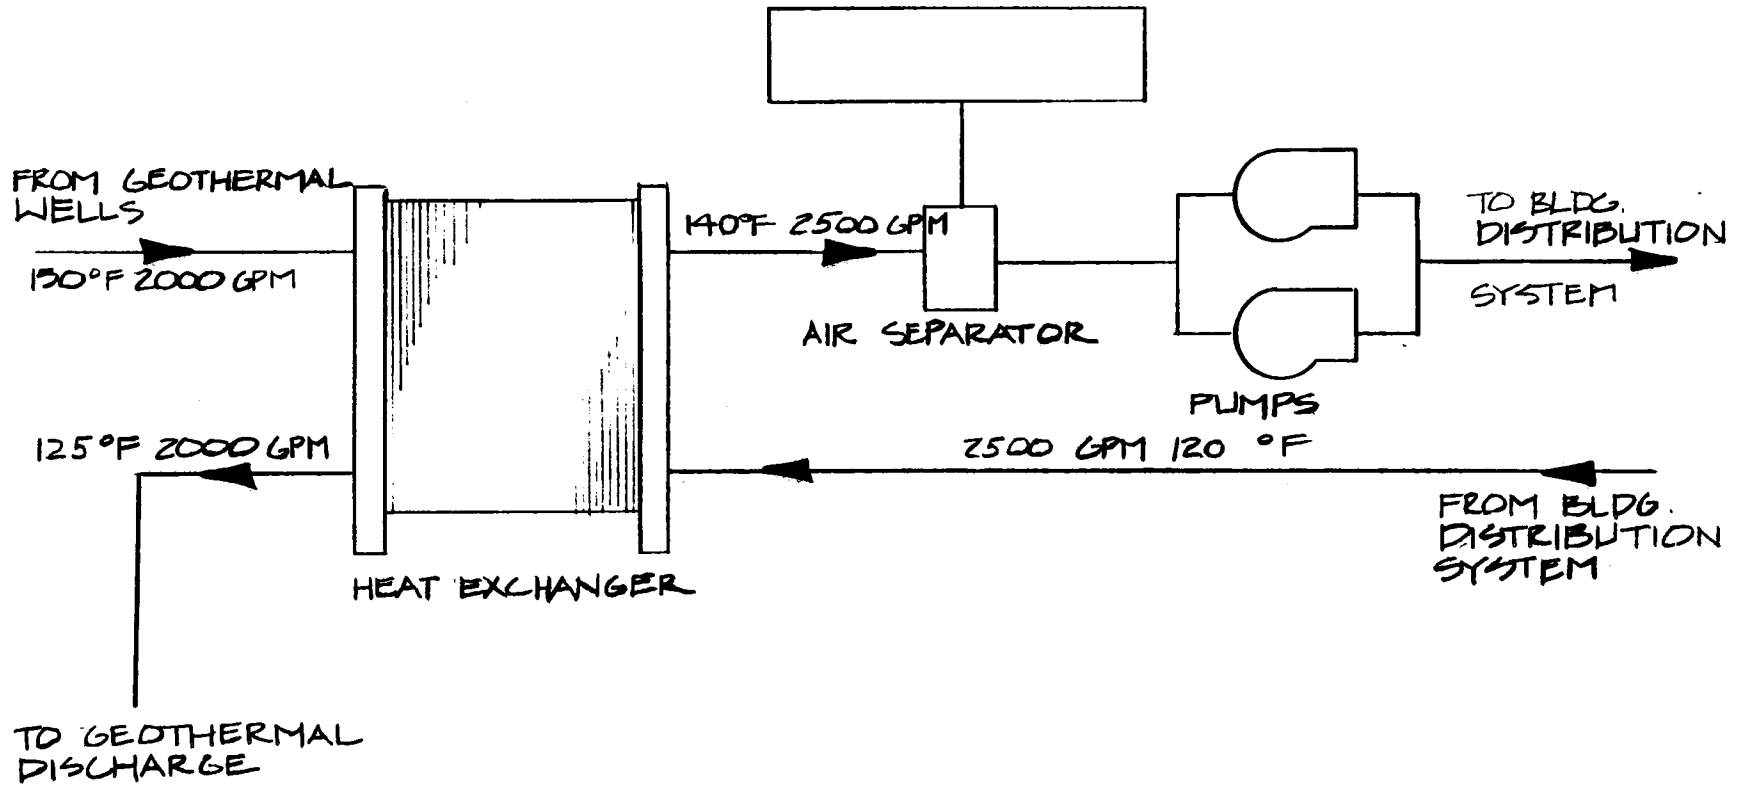 FROM GEOTHERMAL
WELLS
150°F 2000 GPM
140°F 2500 GPM
TO BLDG.
DISTRIBUTION
SYSTEM
AIR SEPARATOR
PUMPS
125°F 2000 GPM
2500 GPM 120 °F
FROM BLDG.
DISTRIBUTION
SYSTEM
HEAT EXCHANGER
TO GEOTHERMAL
DISCHARGE